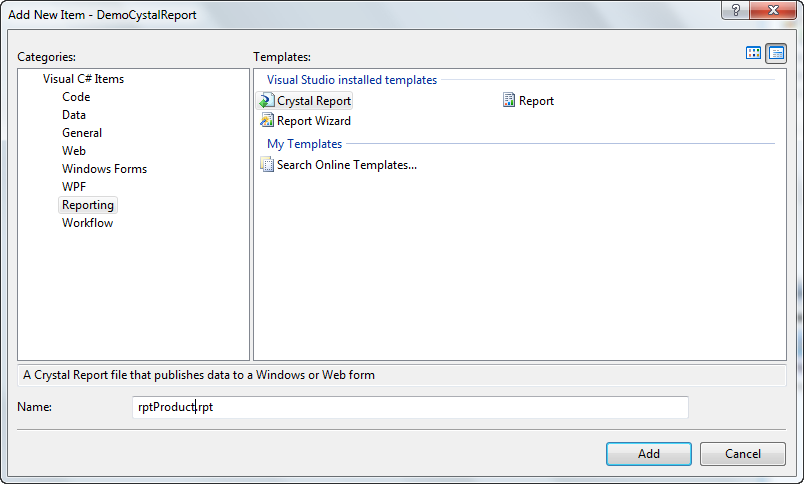 Add New Item - DemoCystalReport
?
Categories:
Visual C# Items
Code
Data
General
Web
Windows Forms
WPF
Reporting
Workflow
Templates:
Visual Studio installed templates
Crystal Report
Report
Report Wizard
My Templates
Search Online Templates...
A Crystal Report file that publishes data to a Windows or Web form
Name:
rptProduct.rpt
Add
Cancel